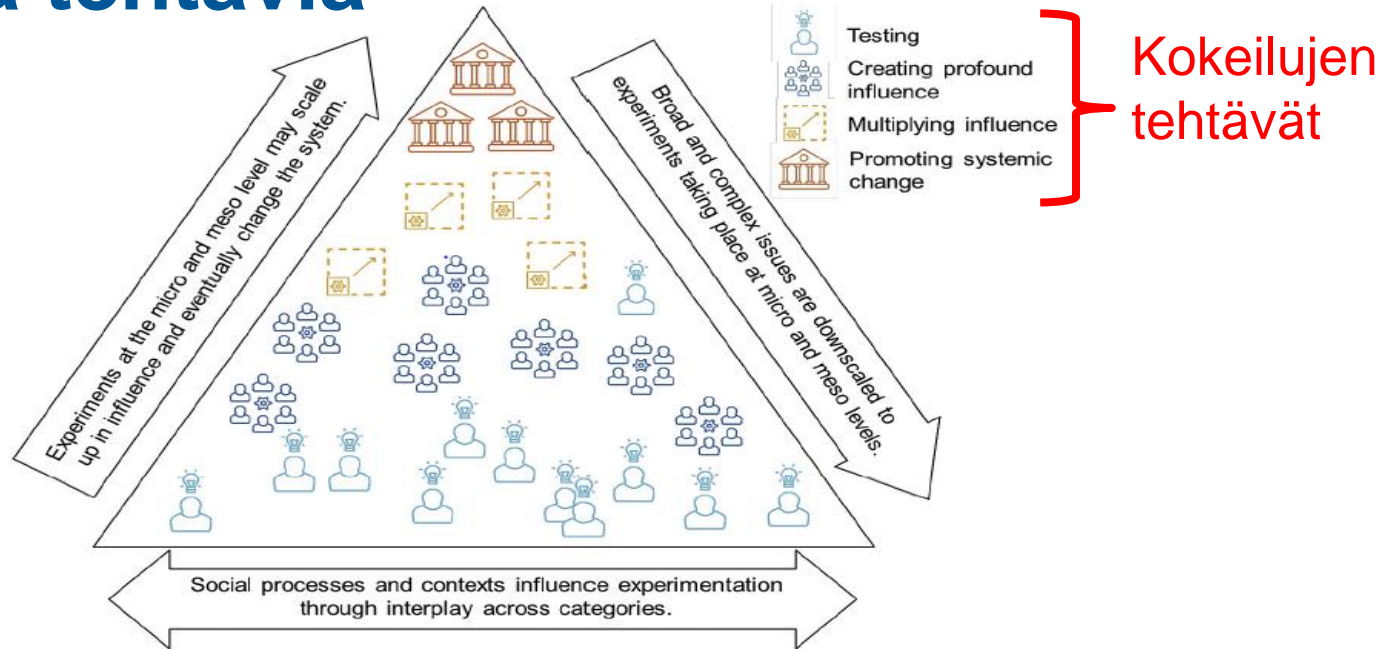 tehtäviä
Testing
Creating profound
influence
Multiplying influence
Promoting systemic
change
Kokeilujen
tehtävät
Experiments at the micro and meso level may scale
up in influence and eventually change the system.
Broad and complex issues are downscaled to
experiments taking place at micro and meso levels.
Social processes and contexts influence experimentation
through interplay across categories.